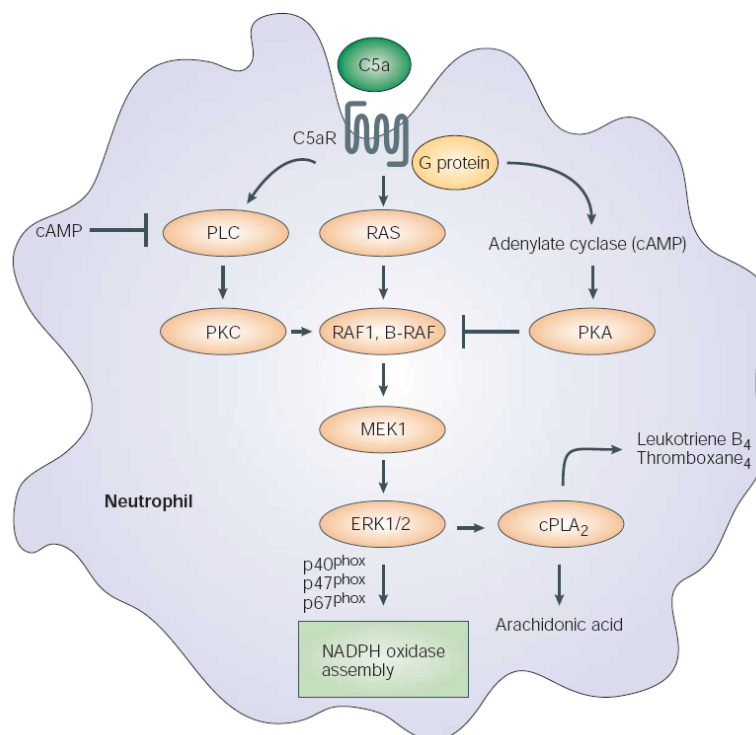 C5a
C5aR
G protein
cAMP
PLC
RAS
Adenylate cyclase (cAMP)
PKC
RAF1, B-RAF
PKA
MEK1
Leukotriene B4
Thromboxane4
Neutrophil
ERK1/2
cPLA2
p40phox
p47phox
p67phox
Arachidonic acid
NADPH oxidase
assembly